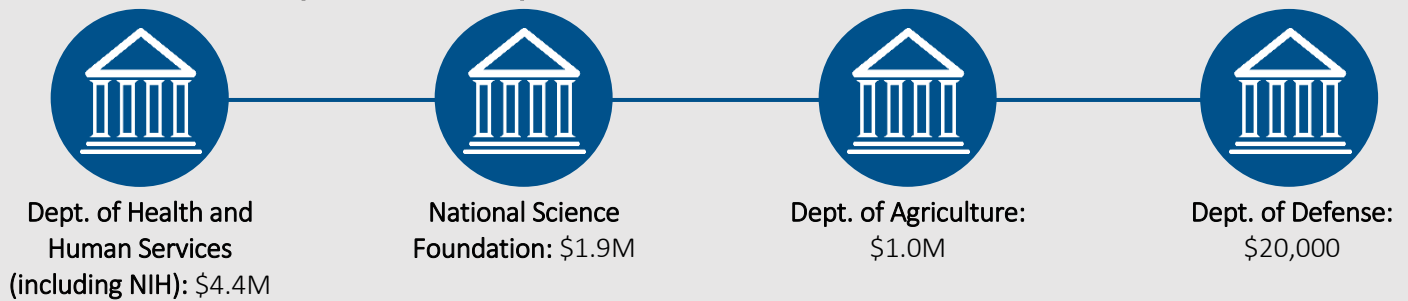 Dept. of Health and
Human Services
(including NIH): $4.4M
National Science
Foundation: $1.9M
Dept. of Agriculture:
$1.0M
Dept. of Defense:
$20,000